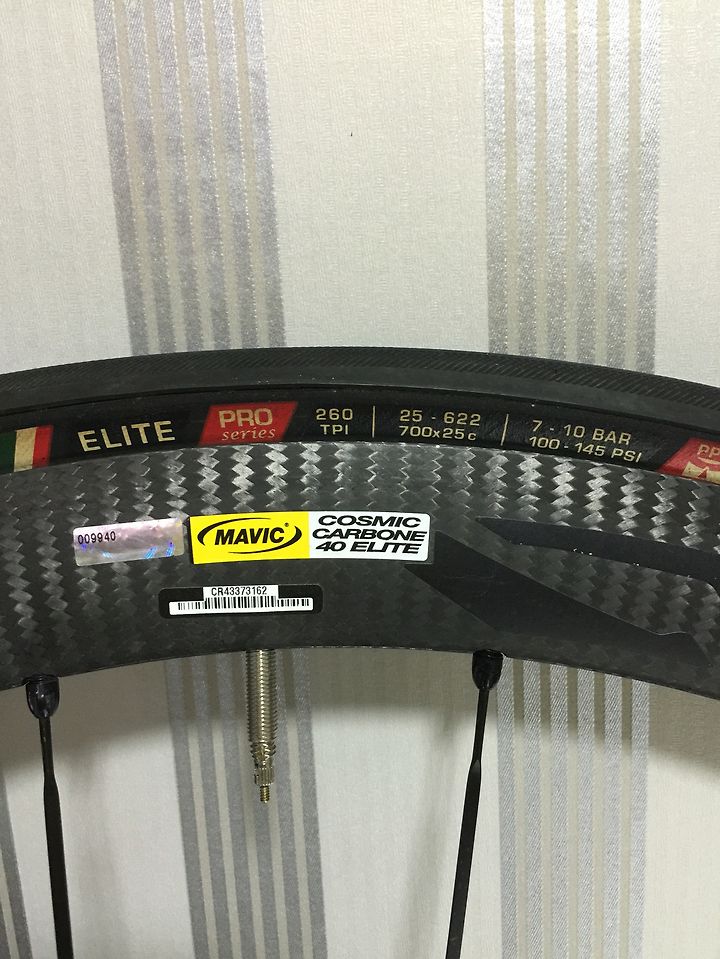 ELITE
PRO
series
260
TPI
25 - 622
700x25c
7 - 10 BAR
100 - 145 PSI
009940
MAVIC
COSMIC
CARBONE
40 ELITE
CR43373162